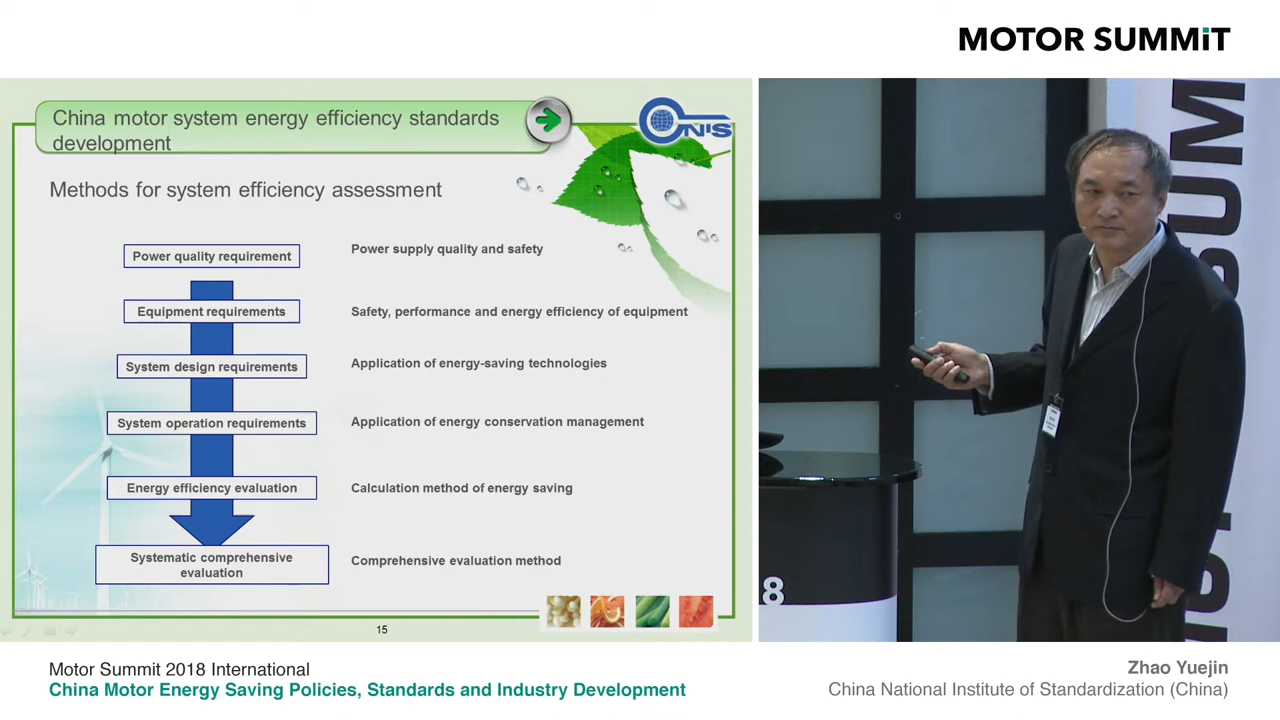 MOTOR SUMMiT
China motor system energy efficiency standards
development
CNIS
Methods for system efficiency assessment
Power quality requirement
Power supply quality and safety
Equipment requirements
Safety, performance and energy efficiency of equipment
System design requirements
Application of energy-saving technologies
System operation requirements
Application of energy conservation management
Energy efficiency evaluation
Calculation method of energy saving
Systematic comprehensive
evaluation
Comprehensive evaluation method
15
8
Motor Summit 2018 International
China Motor Energy Saving Policies, Standards and Industry Development
Zhao Yuejin
China National Institute of Standardization (China)